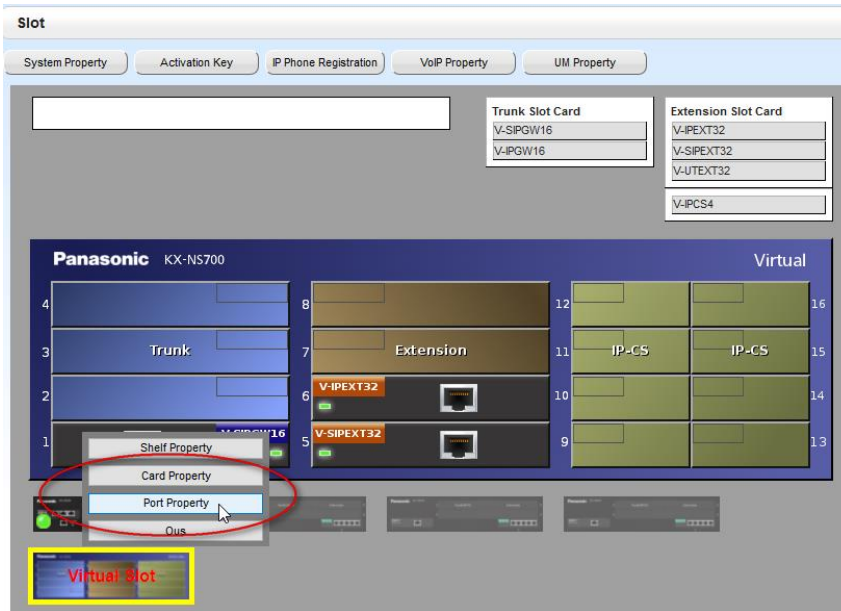 Slot
System Property
Activation Key
IP Phone Registration
VoIP Property
UM Property
Trunk Slot Card
V-SIPGW16
V-IPGW16
Extension Slot Card
V-IPEXT32
V-SIPEXT32
V-UTEXT32
V-IPCS4
Panasonic KX-NS700 Virtual
4 8 12 16
3 Trunk 7 Extension 11 IP-CS IP-CS 15
2 6 V-IPEXT32 10 14
1 5 V-SIPEXT32 9 13
Shelf Property
Card Property
Port Property
Ous
Virtual Slot